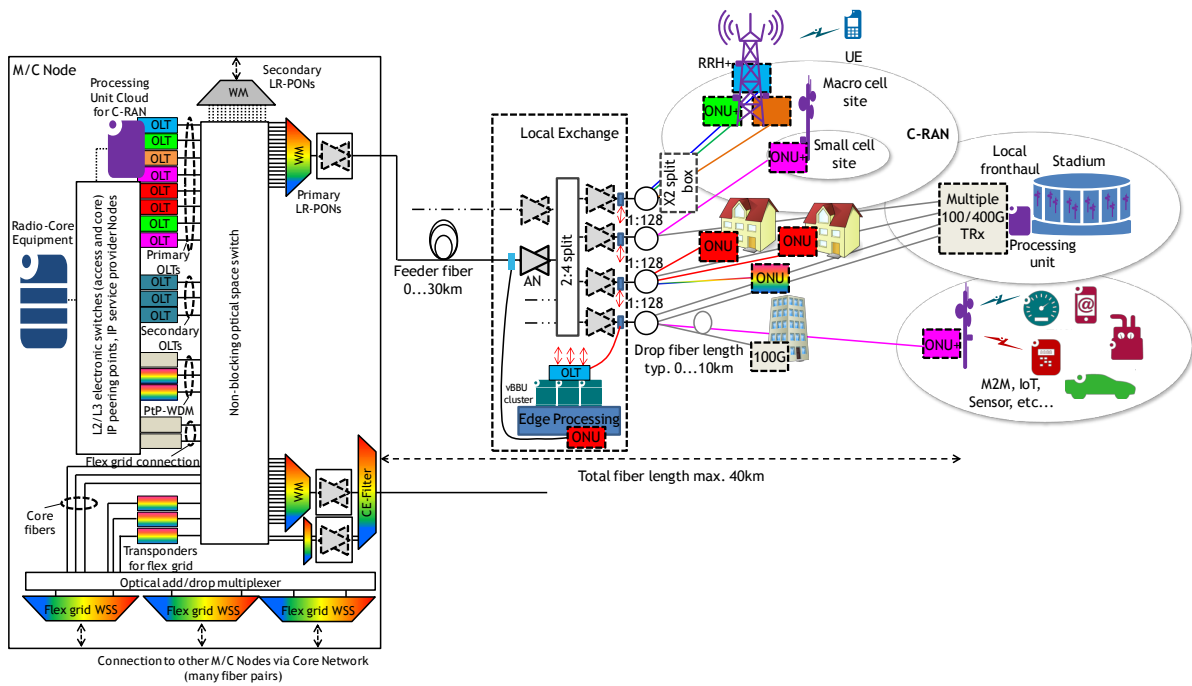 M/C Node
Processing
Unit Cloud
for C-RAN
OLT
OLT
OLT
OLT
OLT
OLT
OLT
OLT
Primary
OLTs
OLT
OLT
OLT
Secondary
OLTs
PtP-WDM
Flex grid connection
Radio-Core
Equipment
L2/L3 electronic switches (access and core)
IP peering points, IP service provider Nodes
Non-blocking optical space switch
WM
Secondary
LR-PONs
WM
Primary
LR-PONs
WM
CE-Filter
Core
fibers
Transponders
for flex grid
Optical add/drop multiplexer
Flex grid WSS
Flex grid WSS
Flex grid WSS
Connection to other M/C Nodes via Core Network
(many fiber pairs)
Feeder fiber
0...30km
Local Exchange
AN
2:4 split
1:128
1:128
1:128
OLT
vBBU
cluster
Edge Processing
ONU
Total fiber length max. 40km
Drop fiber length
typ. 0...10km
X2 split
box
RRH+
UE
ONU+
Macro cell
site
C-RAN
Small cell
site
ONU+
ONU
ONU
ONU
100G
Local
fronthaul
Stadium
Multiple
100/400G
TRx
Processing
unit
ONU+
@
M2M, IoT,
Sensor, etc...